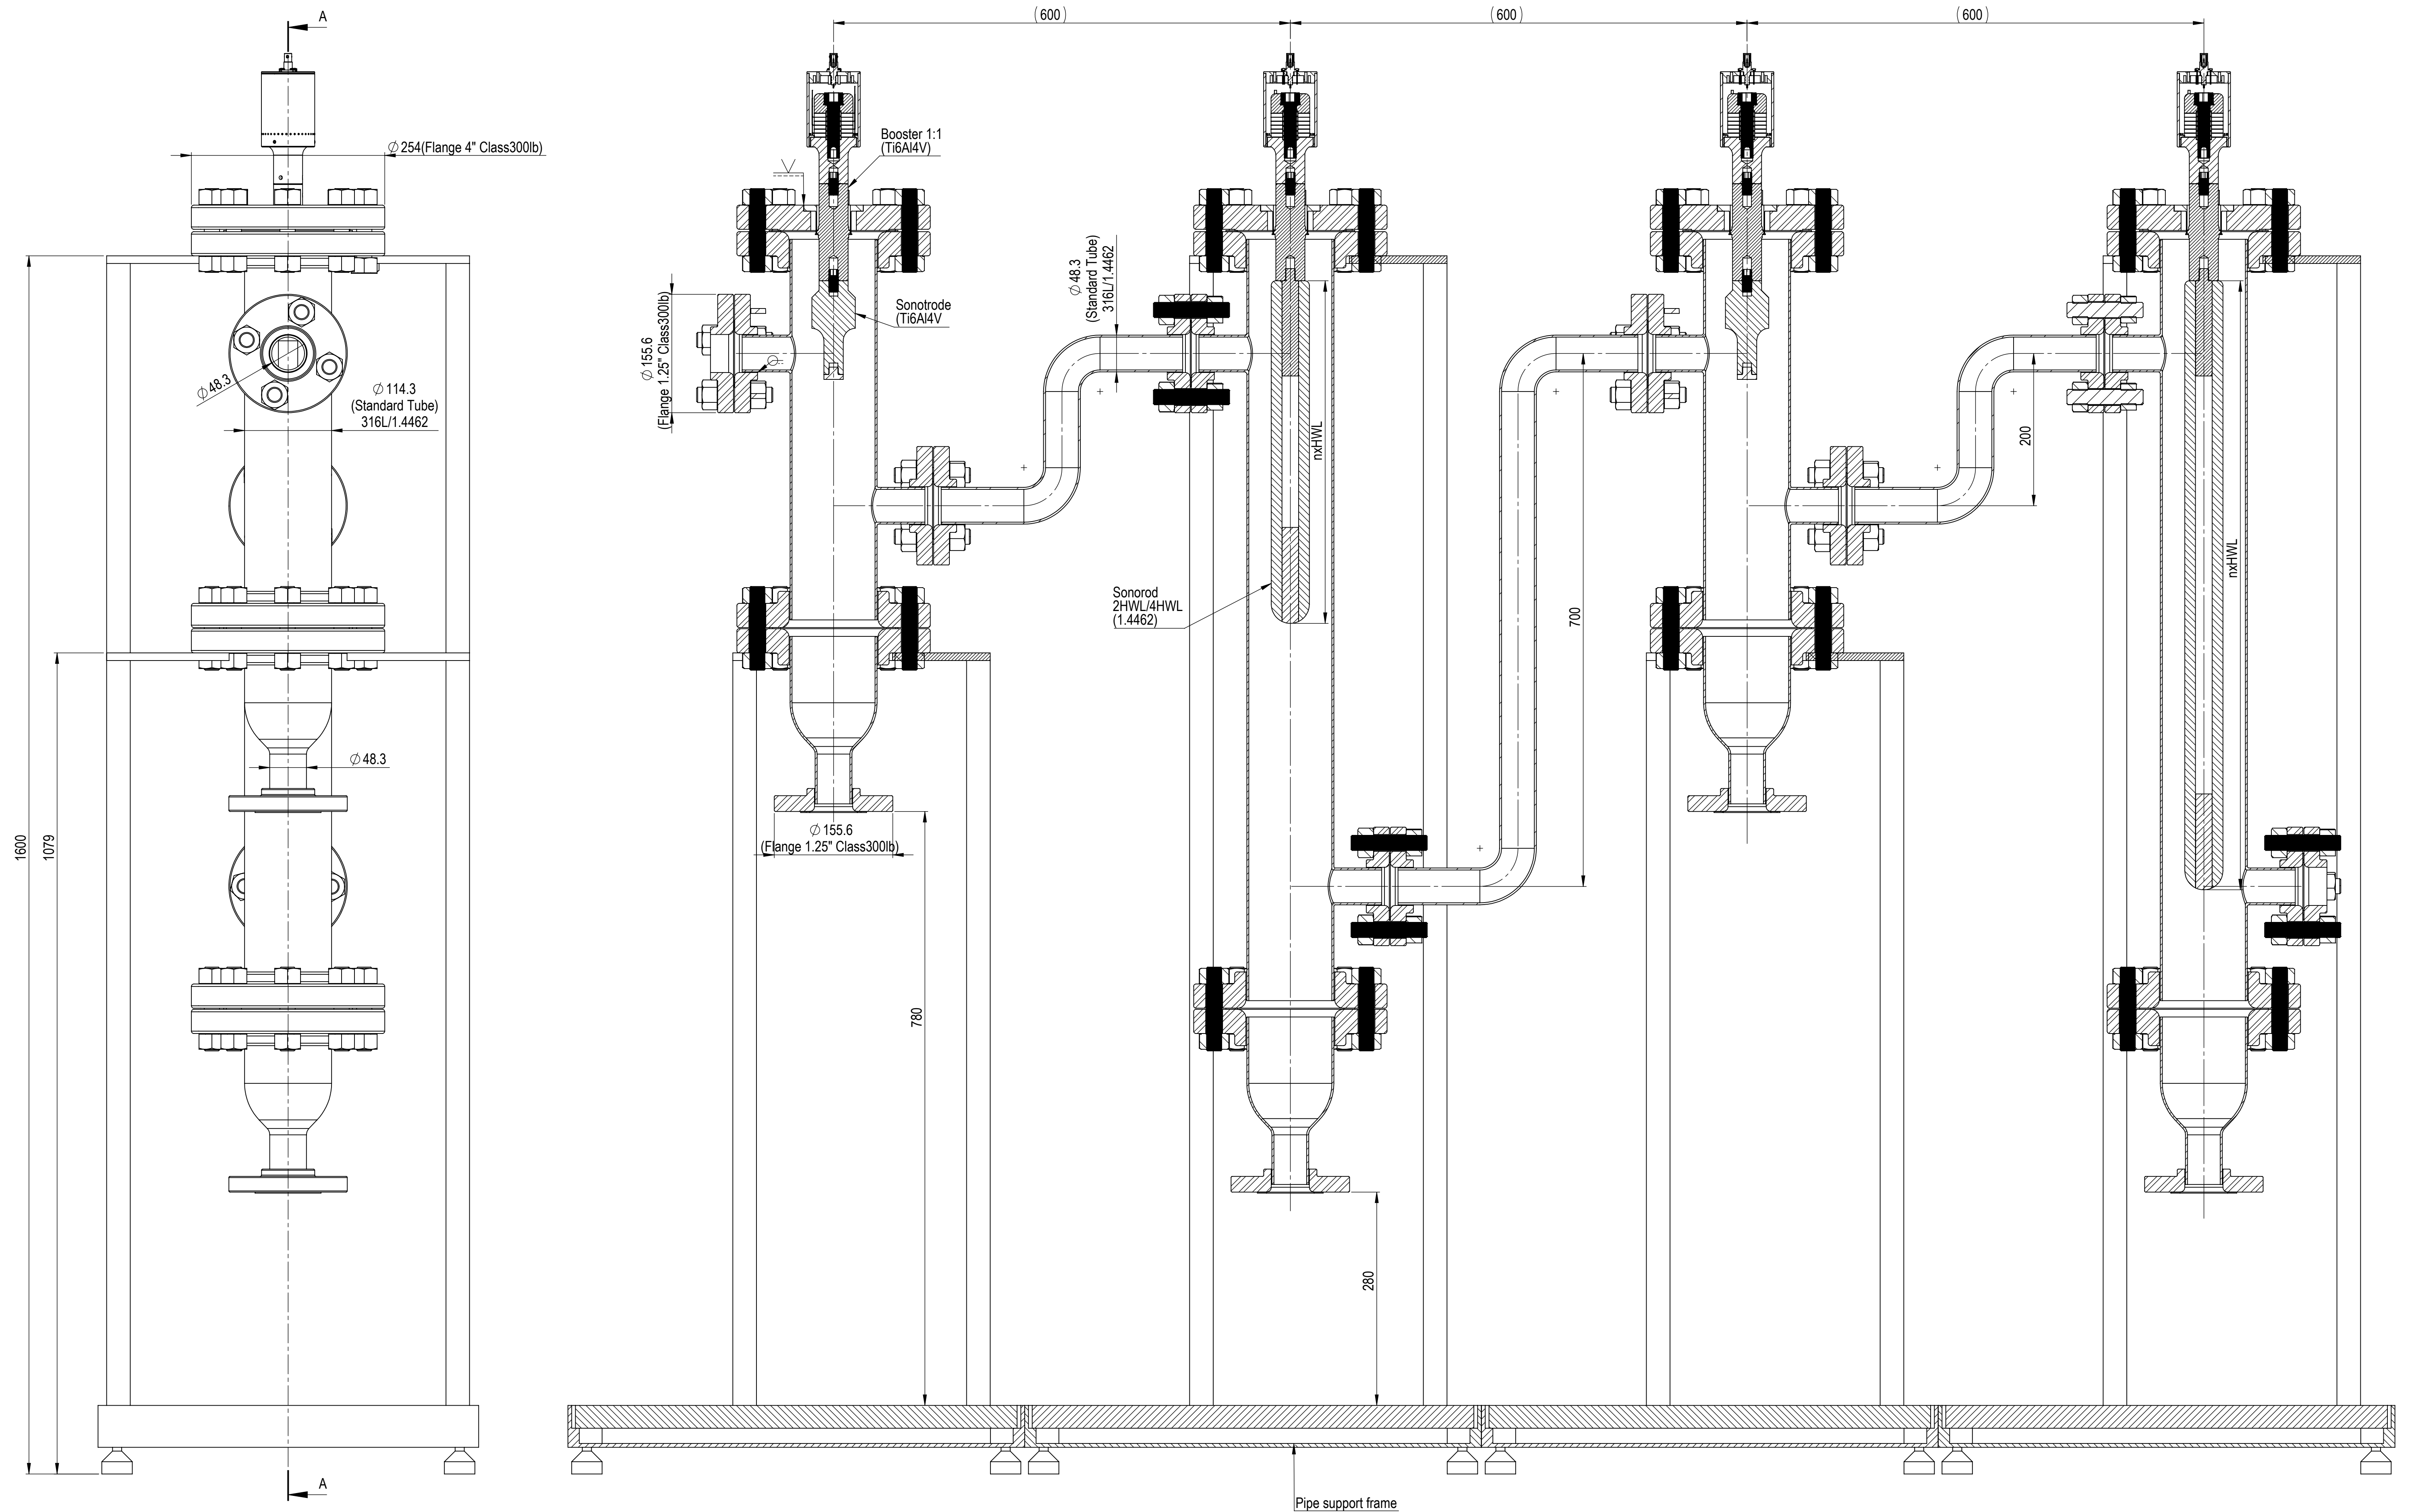 A
(600)
(600)
(600)
Ø 254(Flange 4" Class300lb)
Booster 1:1
(Ti6Al4V)
Ø 48.3
(Standard Tube)
316L/1.4462
Sonotrode
(Ti6Al4V
Ø 155.6
(Flange 1.25" Class300lb)
Ø 48.3
Ø 114.3
(Standard Tube)
316L/1.4462
nxHWL
200
nxHWL
Sonorod
2HWL/4HWL
(1.4462)
700
Ø 48.3
1600
1079
Ø 155.6
(Flange 1.25" Class300lb)
780
280
A
Pipe support frame